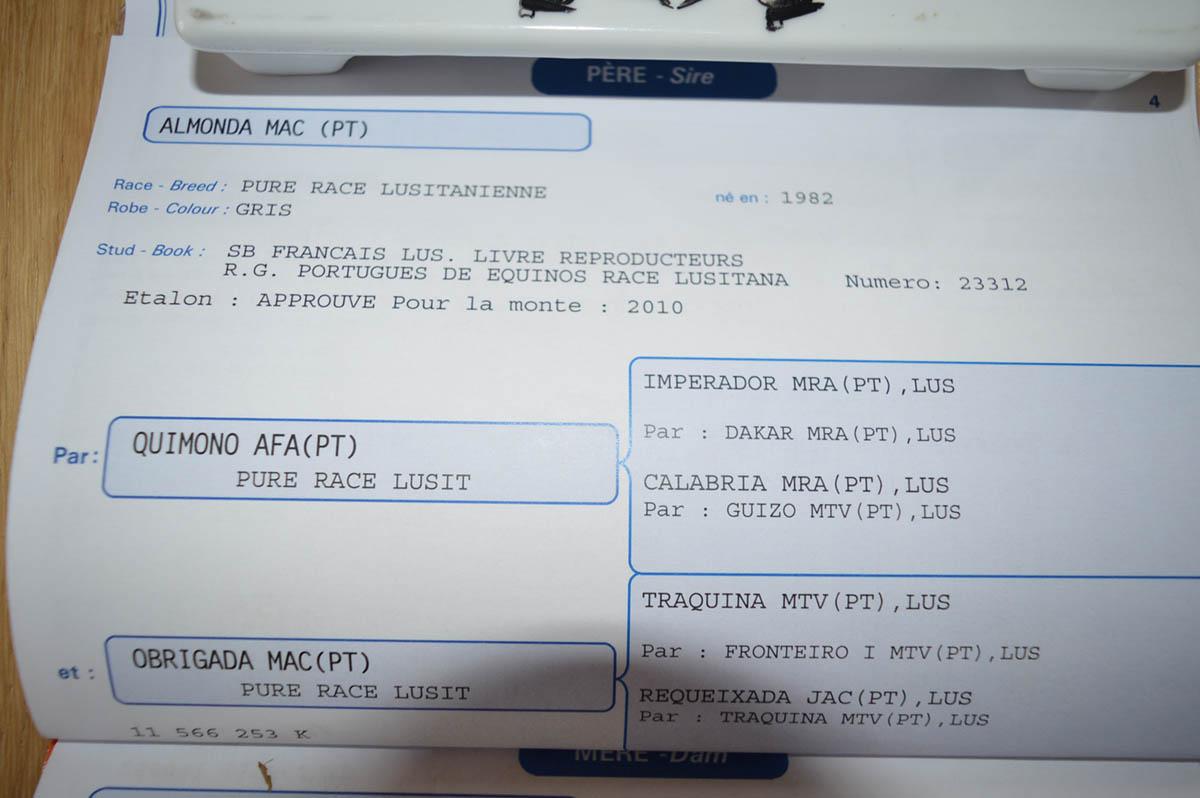 PÈRE - Sire
4
ALMONDA MAC (PT)
Race - Breed : PURE RACE LUSITANIENNE né en : 1982
Robe - Colour : GRIS
Stud - Book : SB FRANCAIS LUS. LIVRE REPRODUCTEURS
R.G. PORTUGUES DE EQUINOS RACE LUSITANA Numero: 23312
Etalon : APPROUVE Pour la monte : 2010
IMPERADOR MRA(PT),LUS
Par : DAKAR MRA(PT),LUS
Par : QUIMONO AFA(PT)
PURE RACE LUSIT
CALABRIA MRA(PT),LUS
Par : GUIZO MTV(PT),LUS
TRAQUINA MTV(PT),LUS
Par : FRONTEIRO I MTV(PT),LUS
et : OBRIGADA MAC(PT)
PURE RACE LUSIT
REQUEIXADA JAC(PT),LUS
Par : TRAQUINA MTV(PT),LUS
11 566 253 K
MÈRE - Dam